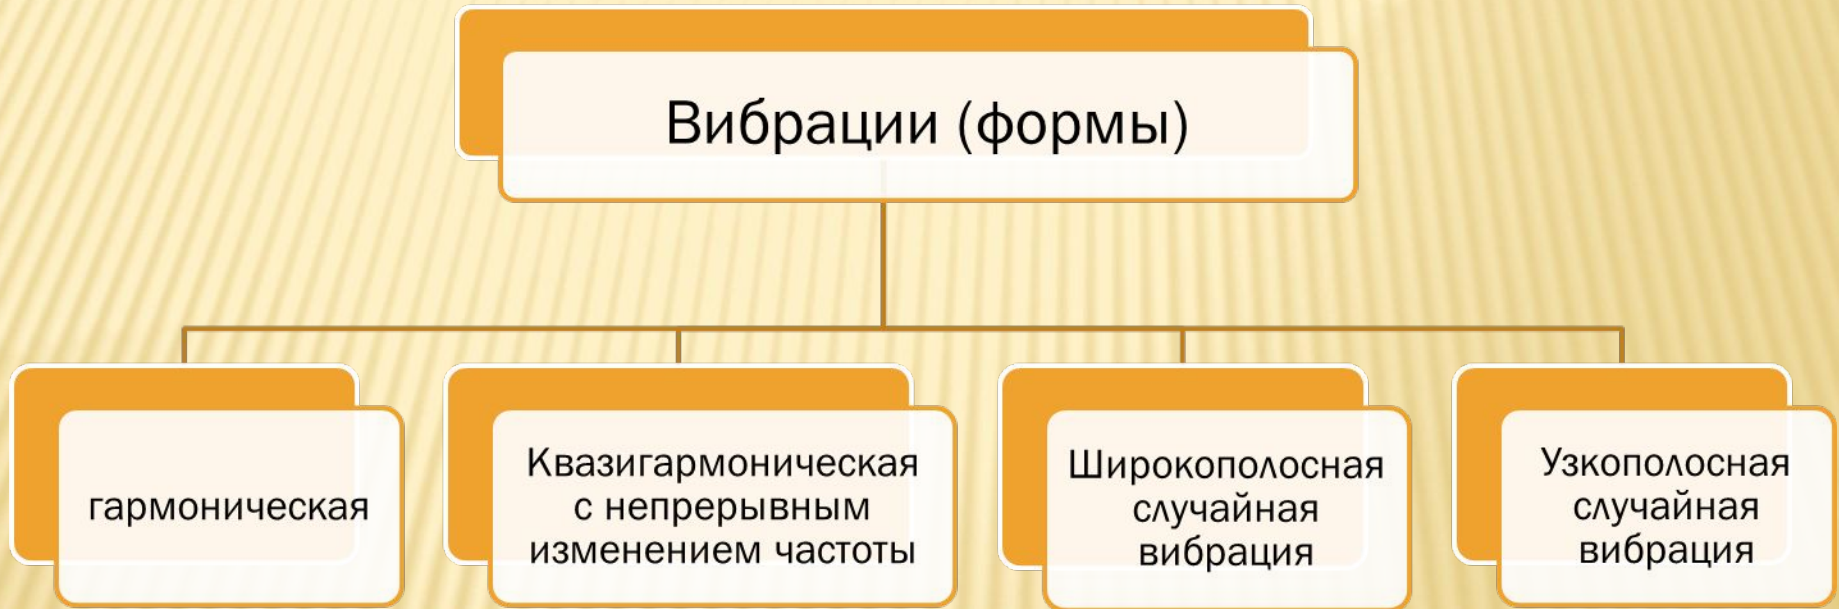 Вибрации (формы)
гармоническая
Квазигармоническая
с непрерывным
изменением частоты
Широкополосная
случайная
вибрация
Узкополосная
случайная
вибрация